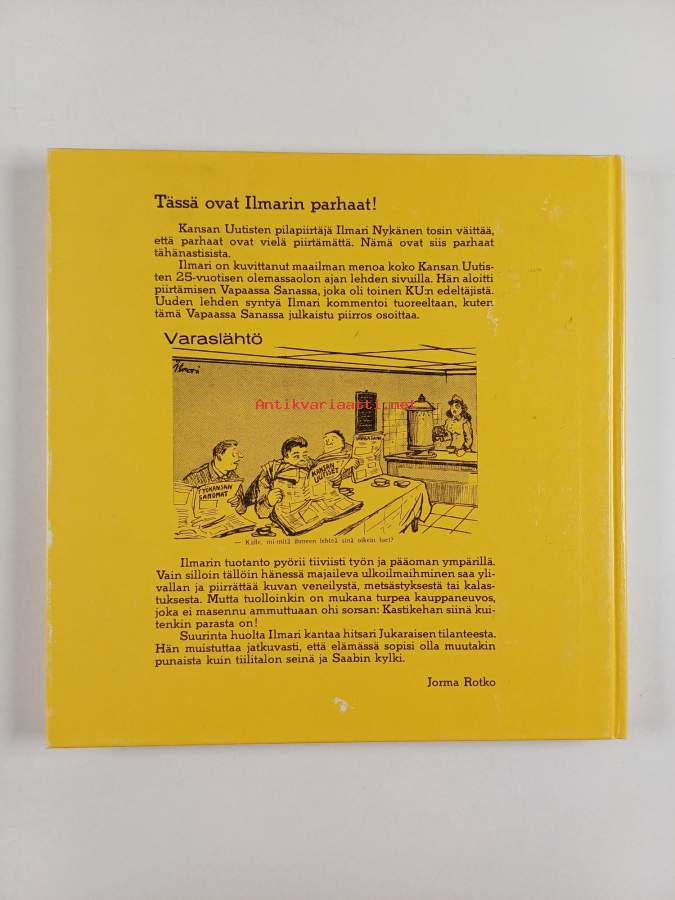 Tässä ovat Ilmarin parhaat!
Kansan Uutisten pilapiirtäjä Ilmari Nykänen tosin väittää,
että parhaat ovat vielä piirtämättä. Nämä ovat siis parhaat
tähänastisista.
Ilmari on kuvittanut maailman menoa koko Kansan Uutis-
ten 25-vuotisen olemassaolon ajan lehden sivuilla. Hän aloitti
piirtämisen Vapaassa Sanassa, joka oli toinen KU:n edeltäjistä.
Uuden lehden syntyä Ilmari kommentoi tuoreeltaan, kuten
tämä Vapaassa Sanassa julkaistu piirros osoittaa.
Varaslähtö
Ilmari
Antikvariaatti.net
VAPAA SANA
KANSAN
UUTISET
TYÖKANSAN
SANOMAT
— Kalle, mi-mitä ihmeen lehteä sinä oikein luet?
Ilmarin tuotanto pyörii tiiviisti työn ja pääoman ympärillä.
Vain silloin tällöin hänessä majaileva ulkoilmaihminen saa yli-
vallan ja piirrättää kuvan veneilystä, metsästyksestä tai kalas-
tuksesta. Mutta tuolloinkin on mukana turpea kauppaneuvos,
joka ei masennu ammuttuaan ohi sorsan: Kastikehan siinä kui-
tenkin parasta on!
Suurinta huolta Ilmari kantaa hitsari Jukaraisen tilanteesta.
Hän muistuttaa jatkuvasti, että elämässä sopisi olla muutakin
punaista kuin tiilitalon seinä ja Saabin kylki.
Jorma Rotko